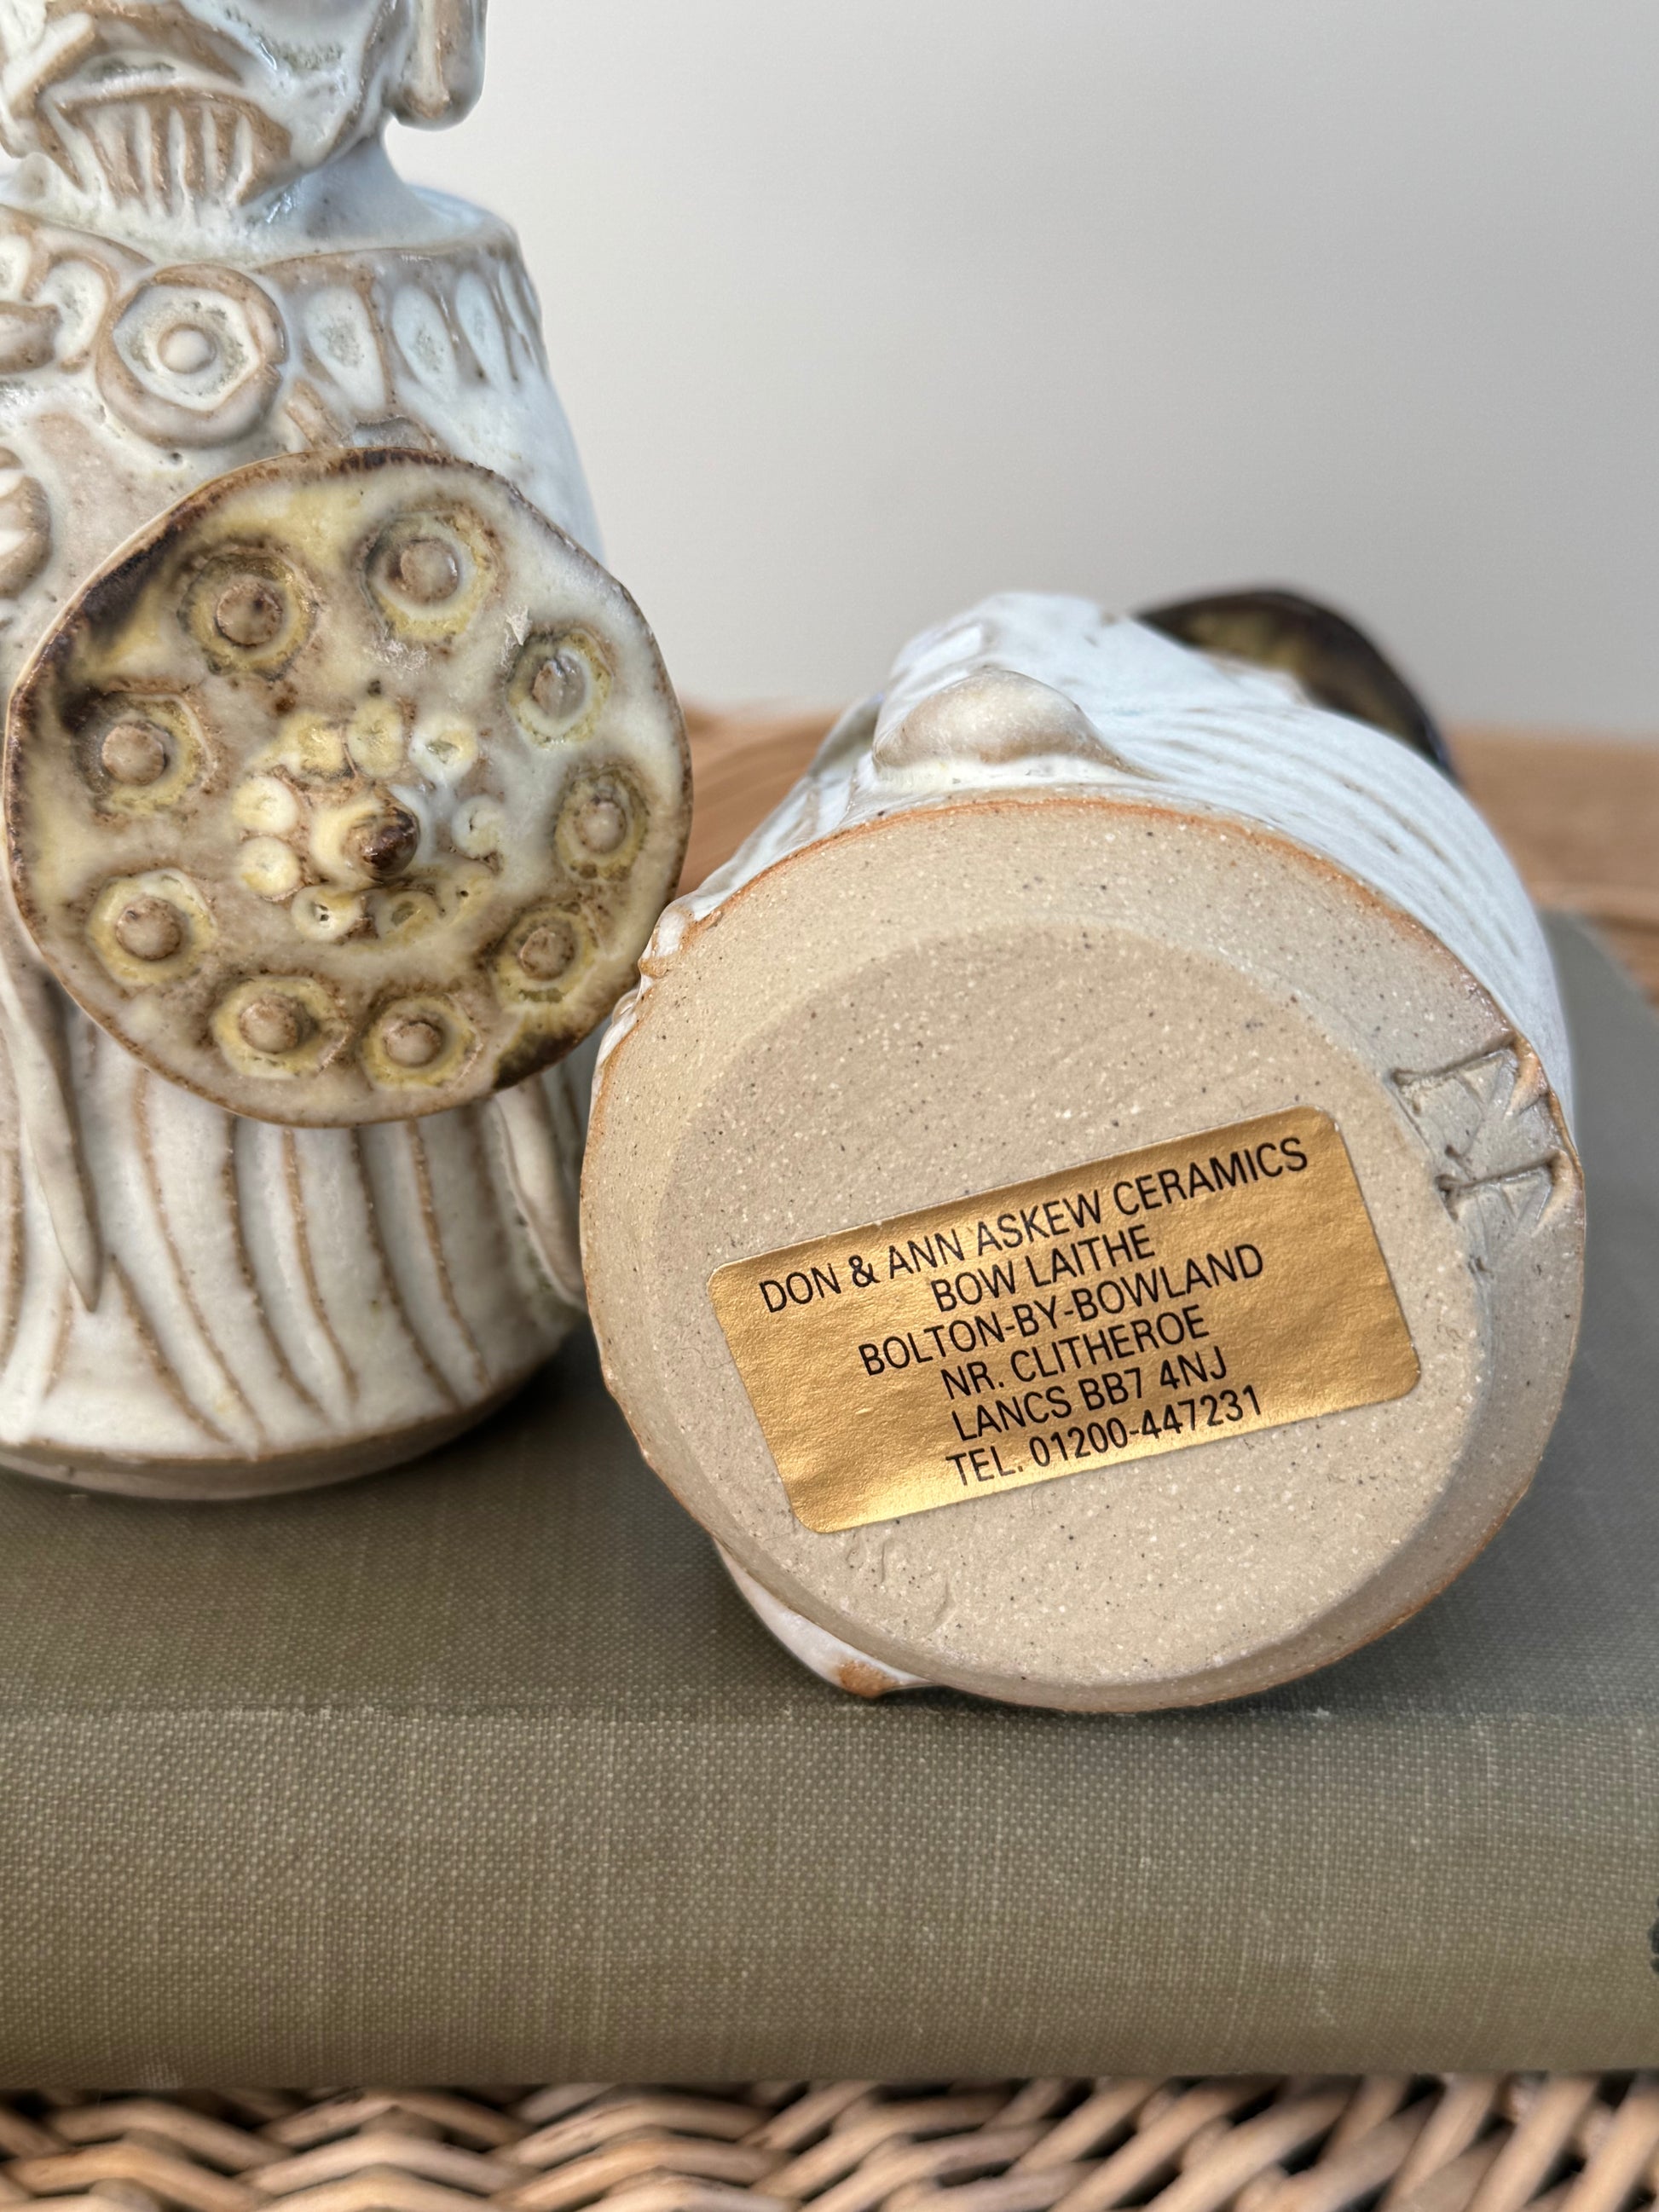 DON & ANN ASKEW CERAMICS
BOW LAITHE
BOLTON-BY-BOWLAND
NR. CLITHEROE
LANCS BB7 4NJ
TEL. 01200-447231